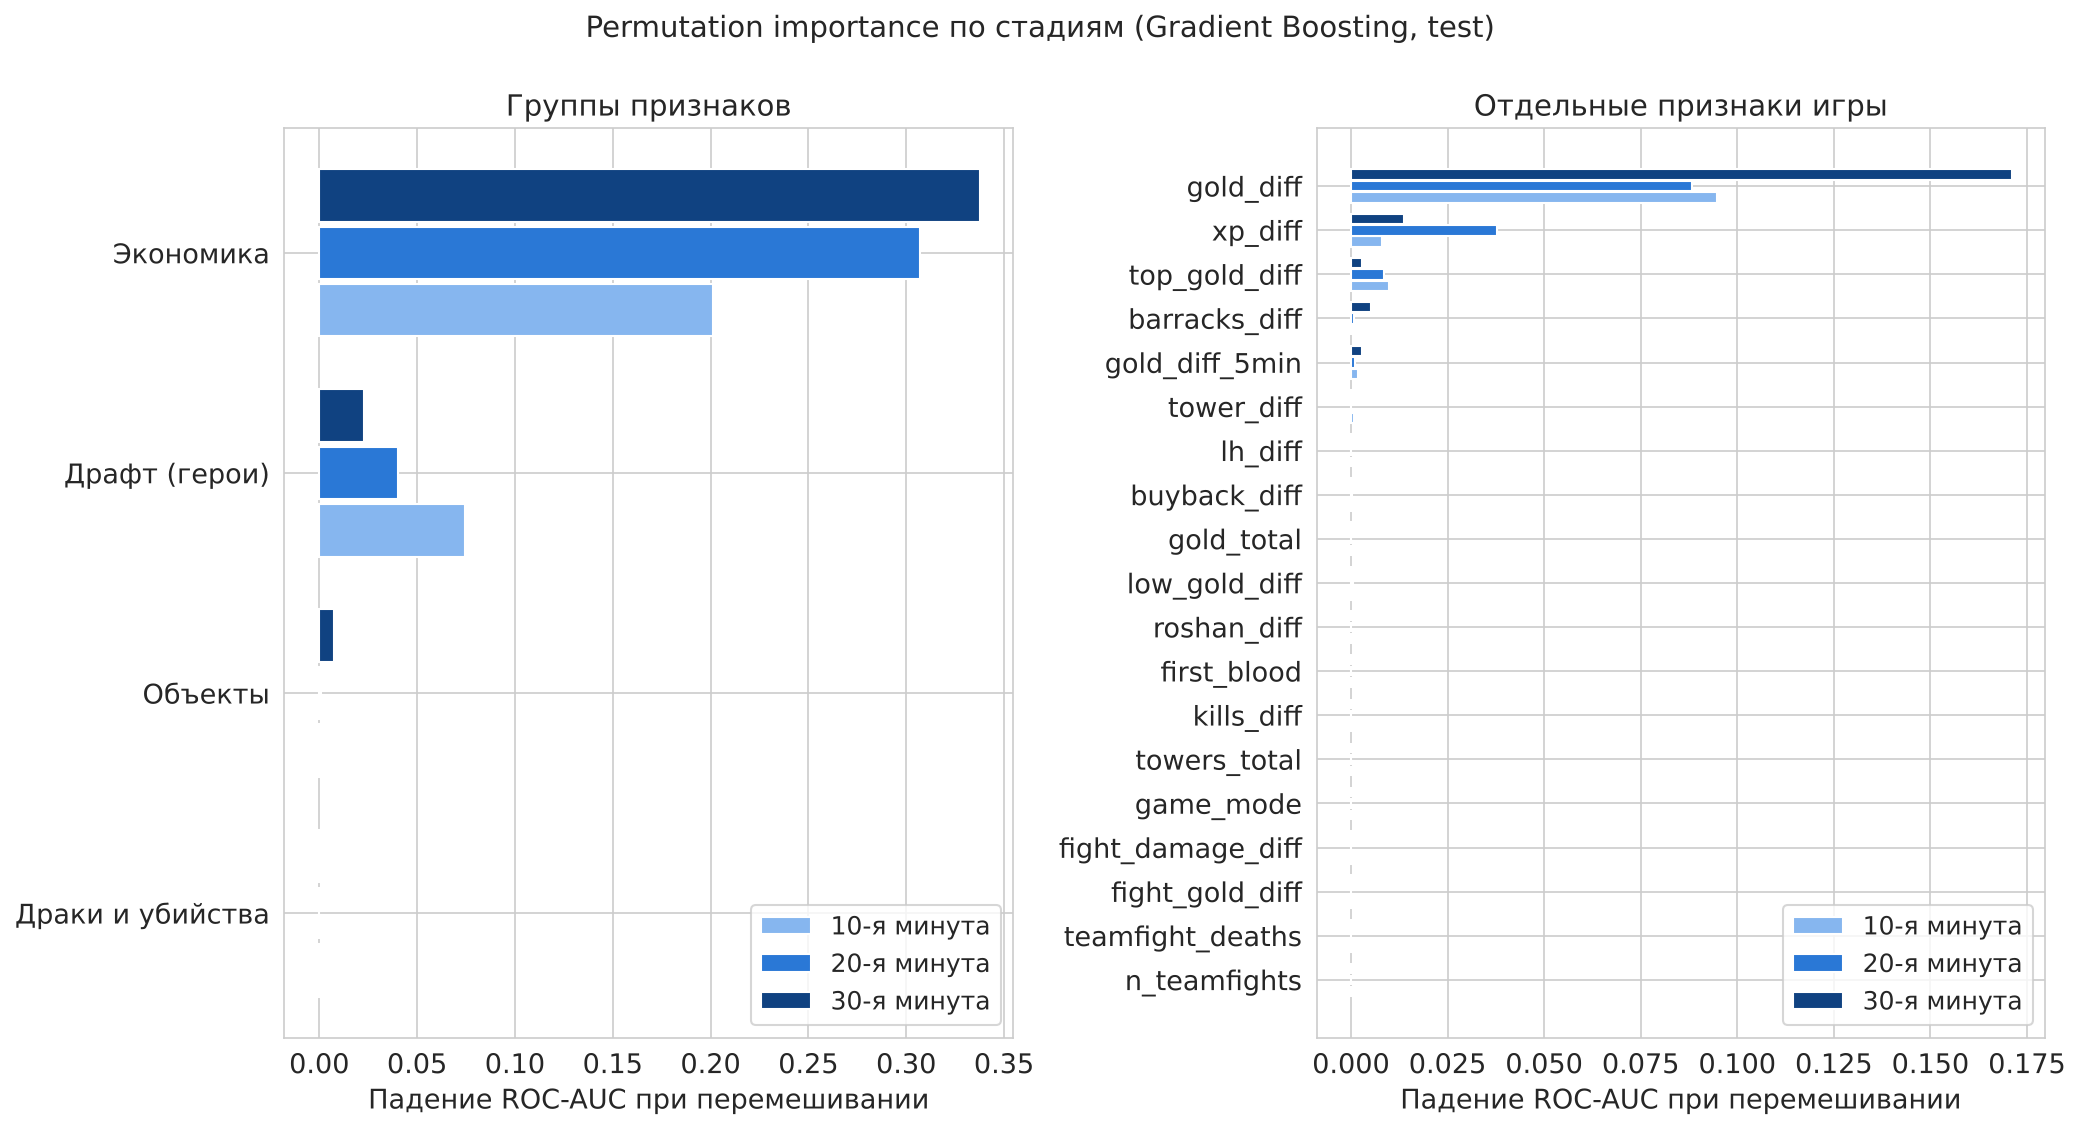 Permutation importance по стадиям (Gradient Boosting, test)
Группы признаков
Экономика
Драфт (герои)
Объекты
Драки и убийства
10-я минута
20-я минута
30-я минута
0.00 0.05 0.10 0.15 0.20 0.25 0.30 0.35
Падение ROC-AUC при перемешивании
Отдельные признаки игры
gold_diff
xp_diff
top_gold_diff
barracks_diff
gold_diff_5min
tower_diff
lh_diff
buyback_diff
gold_total
low_gold_diff
roshan_diff
first_blood
kills_diff
towers_total
game_mode
fight_damage_diff
fight_gold_diff
teamfight_deaths
n_teamfights
10-я минута
20-я минута
30-я минута
0.000 0.025 0.050 0.075 0.100 0.125 0.150 0.175
Падение ROC-AUC при перемешивании